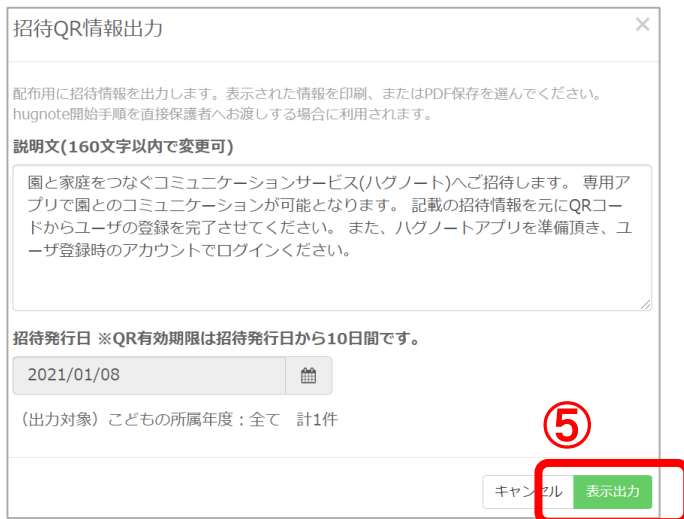 招待QR情報出力
×
配布用に招待情報を出力します。表示された情報を印刷、またはPDF保存を選んでください。
hugnote開始手順を直接保護者へお渡しする場合に利用されます。
説明文(160文字以内で変更可)
園と家庭をつなぐコミュニケーションサービス(ハグノート)へご招待します。 専用ア
プリで園とのコミュニケーションが可能となります。 記載の招待情報を元にQRコー
ドからユーザの登録を完了させてください。 また、ハグノートアプリを準備頂き、ユ
ーザ登録時のアカウントでログインください。
招待発行日 ※QR有効期限は招待発行日から10日間です。
2021/01/08
（出力対象）こどもの所属年度：全て　計1件
⑤
キャンセル 表示出力